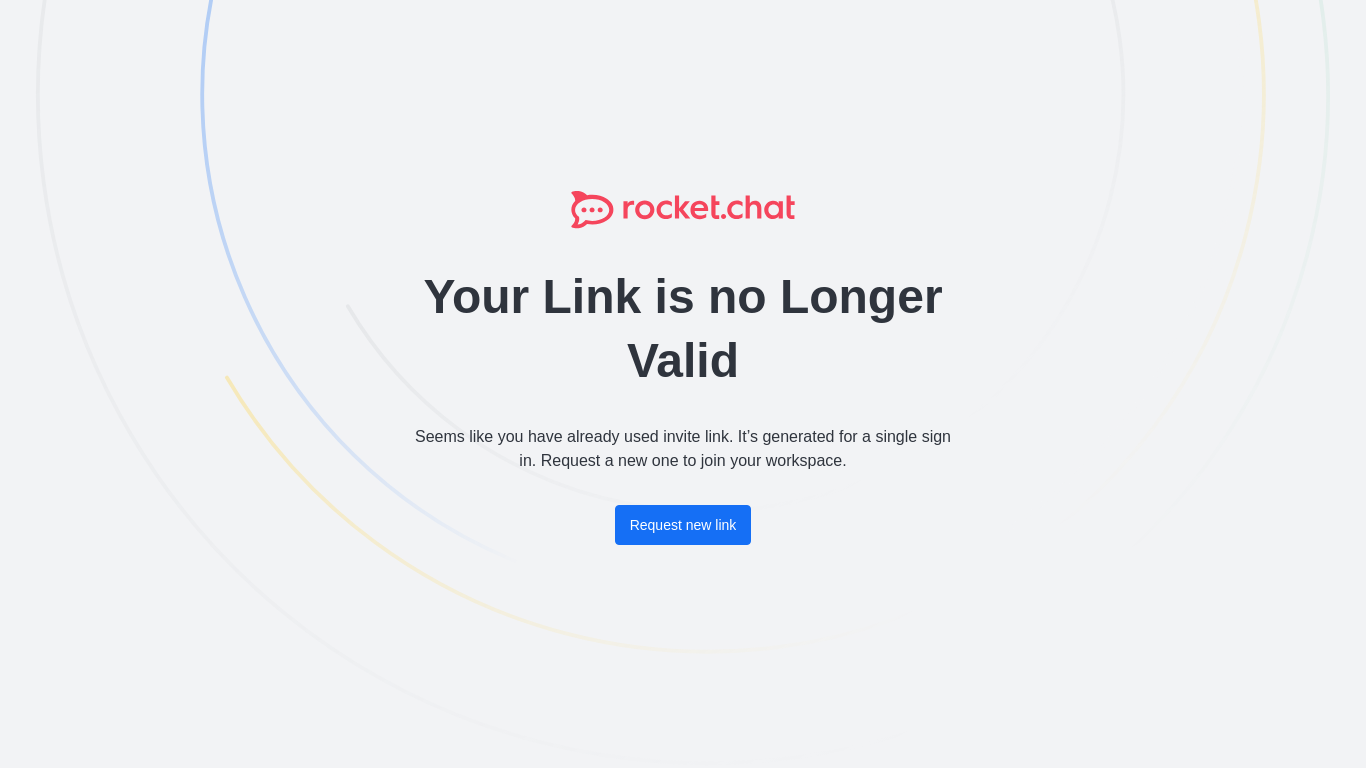 rocket.chat
Your Link is no Longer
Valid
Seems like you have already used invite link. It’s generated for a single sign
in. Request a new one to join your workspace.
Request new link